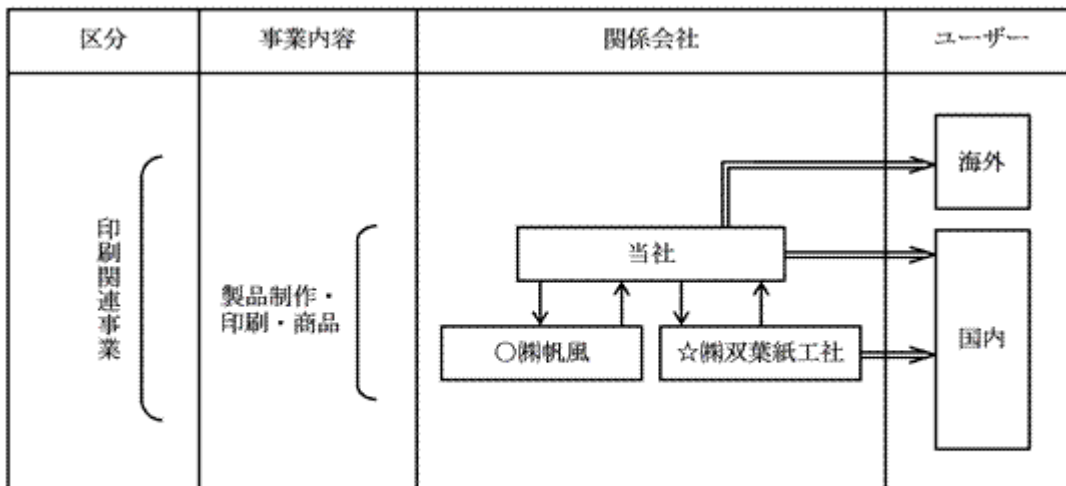 区分 事業内容 関係会社 ユーザー
海外
印刷関連事業
当社
製品制作・
印刷・商品
○㈱帆風 ☆㈱双葉紙工社
国内